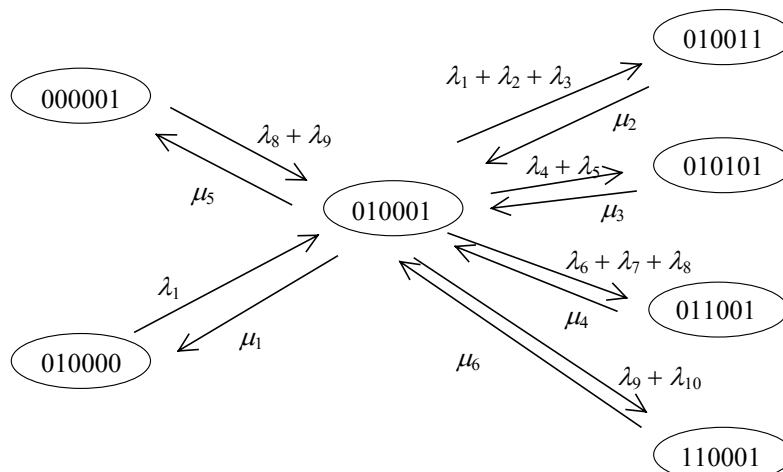 010011
λ₁ + λ₂ + λ₃
000001
λ₈ + λ₉
μ₂
010101
λ₄ + λ₅
μ₅
010001
μ₃
λ₆ + λ₇ + λ₈
λ₁
μ₄
011001
μ₁
010000
μ₆
λ₉ + λ₁₀
110001